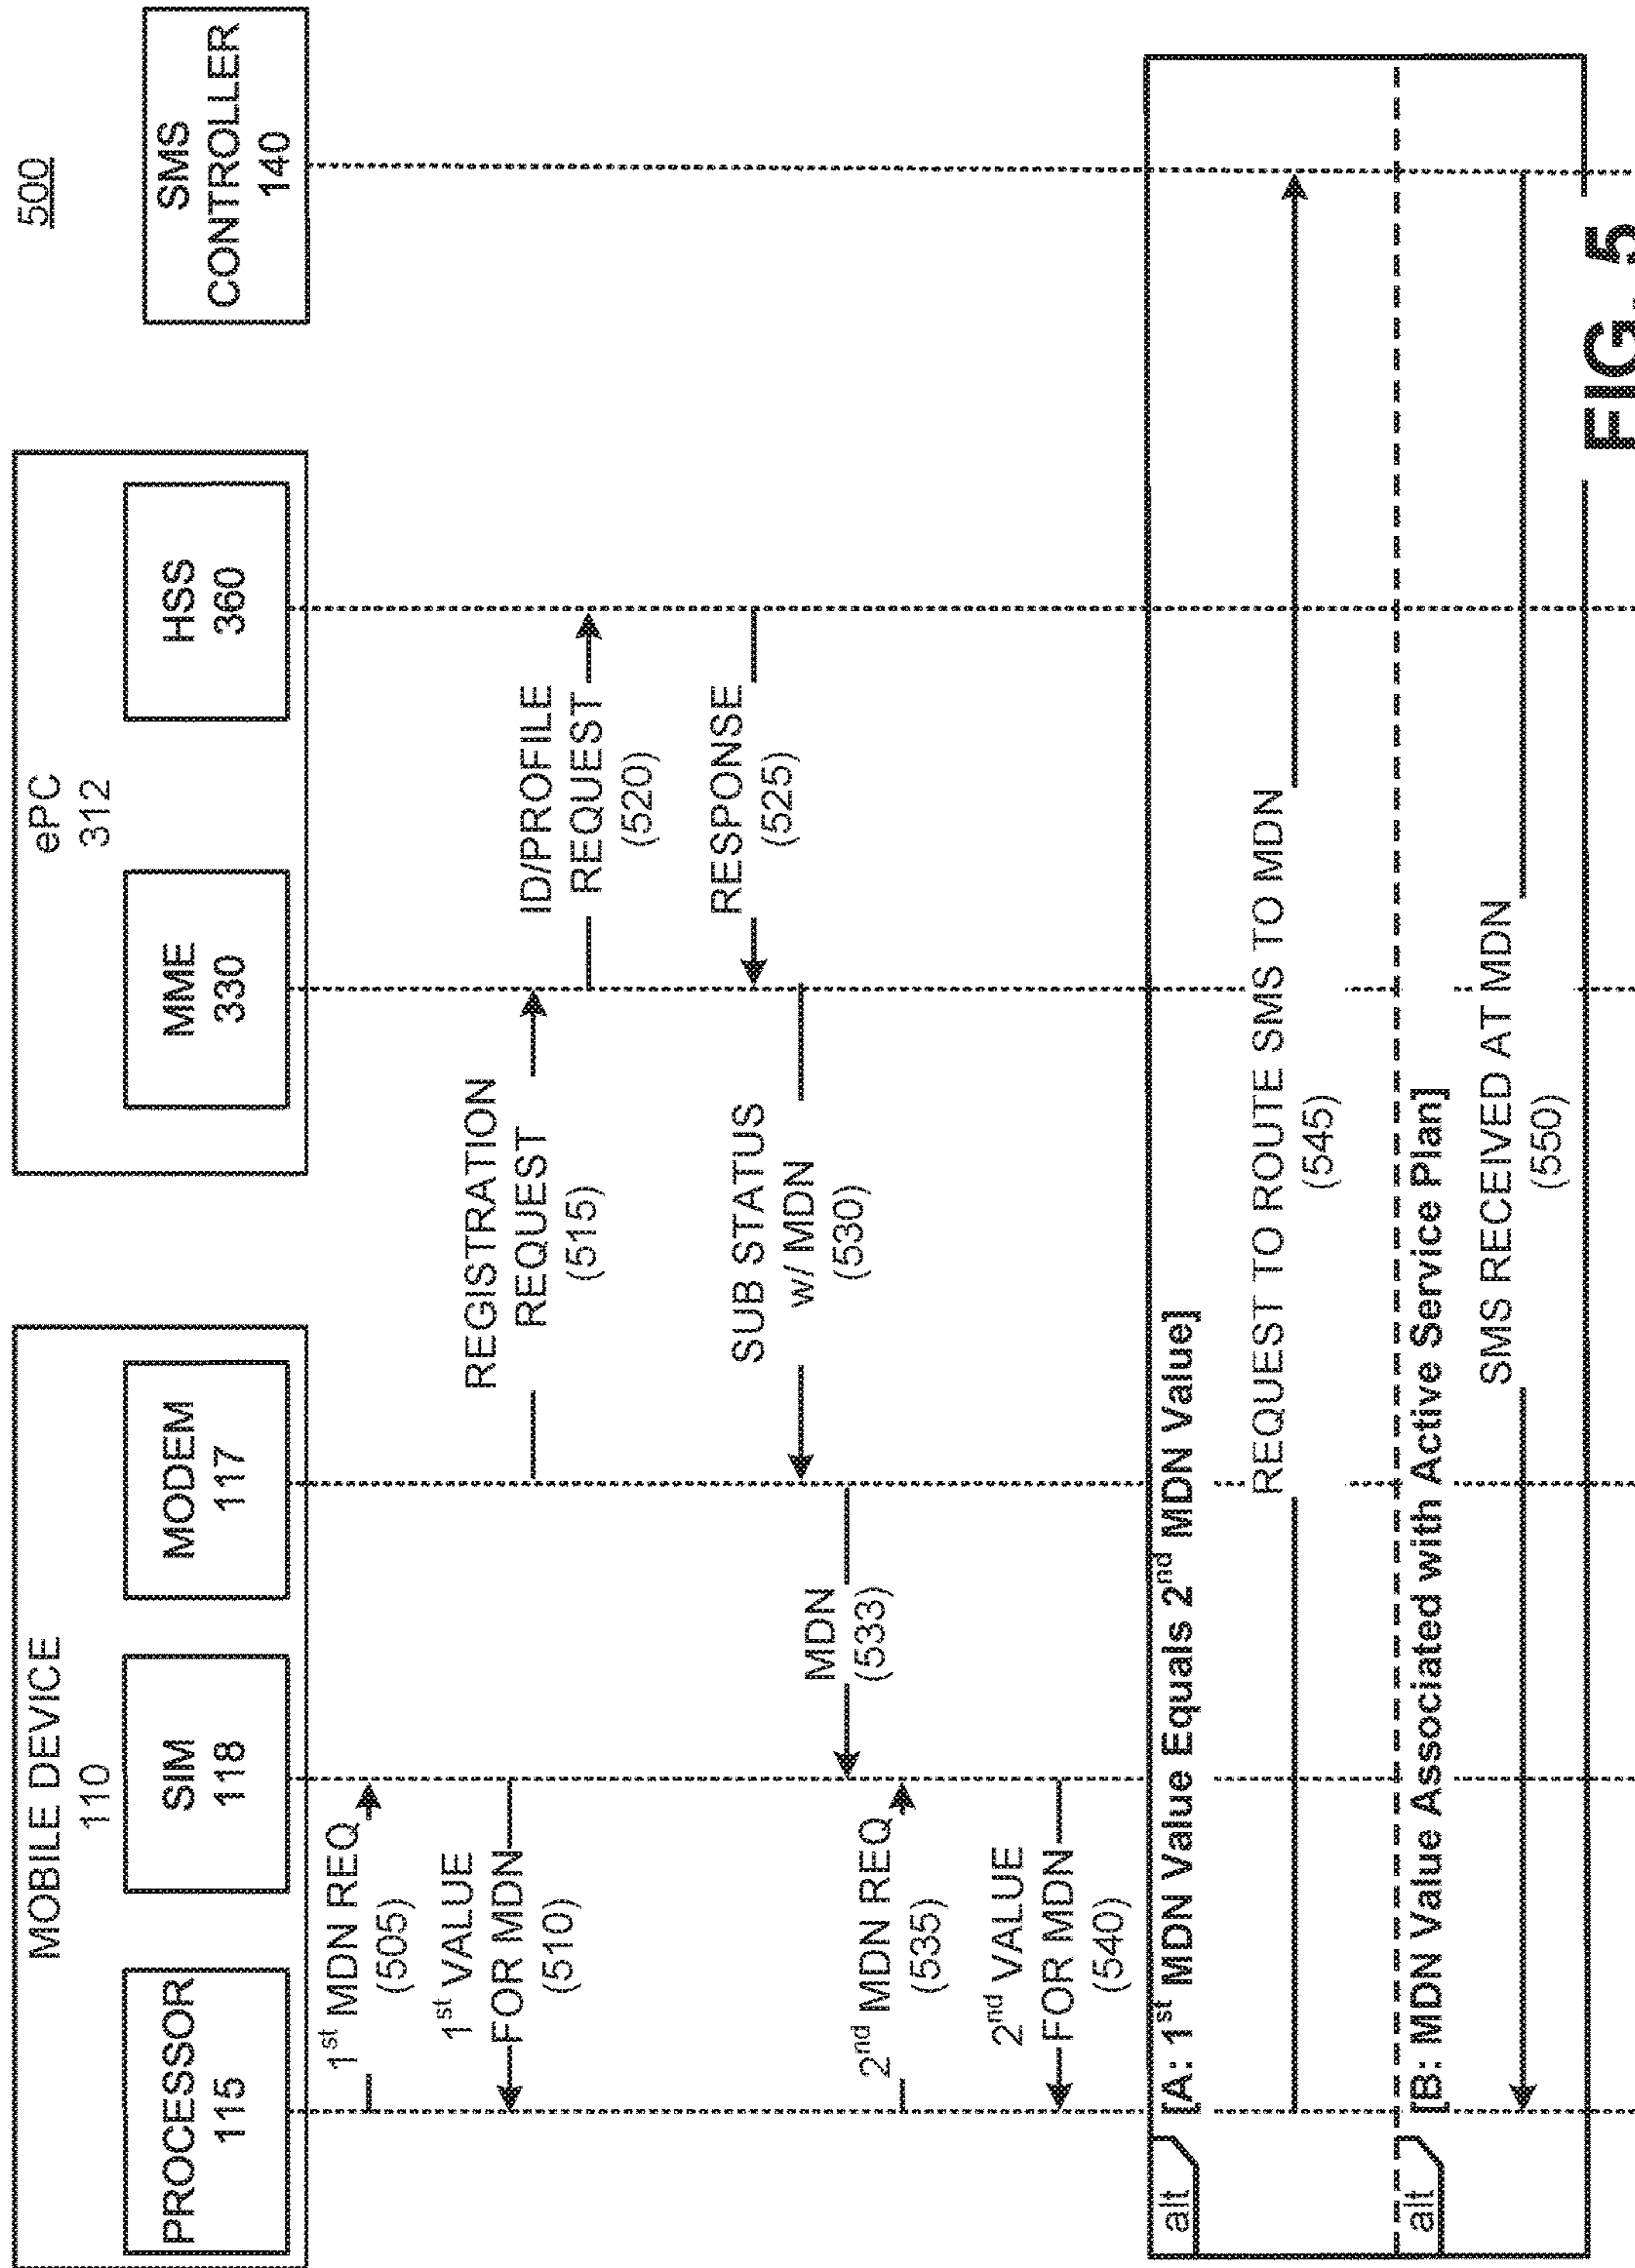 500
MOBILE DEVICE
110
PROCESSOR
115
SIM
118
MODEM
117
ePC
312
MME
330
HSS
360
SMS
CONTROLLER
140
1st MDN REQ
(505)
1st VALUE
FOR MDN
(510)
REGISTRATION
REQUEST
(515)
ID/PROFILE
REQUEST
(520)
RESPONSE
(525)
SUB STATUS
w/ MDN
(530)
MDN
(533)
2nd MDN REQ
(535)
2nd VALUE
FOR MDN
(540)
alt
[A: 1st MDN Value Equals 2nd MDN Value]
REQUEST TO ROUTE SMS TO MDN
(545)
alt
[B: MDN Value Associated with Active Service Plan]
SMS RECEIVED AT MDN
(550)
FIG. 5